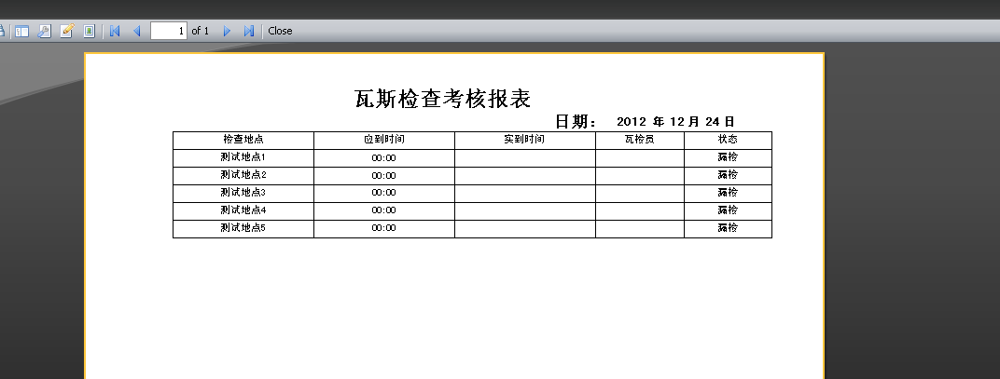 1 of 1 Close
瓦斯检查考核报表
日期： 2012 年 12 月 24 日
检查地点 应到时间 实到时间 瓦检员 状态
测试地点1 00:00 漏检
测试地点2 00:00 漏检
测试地点3 00:00 漏检
测试地点4 00:00 漏检
测试地点5 00:00 漏检